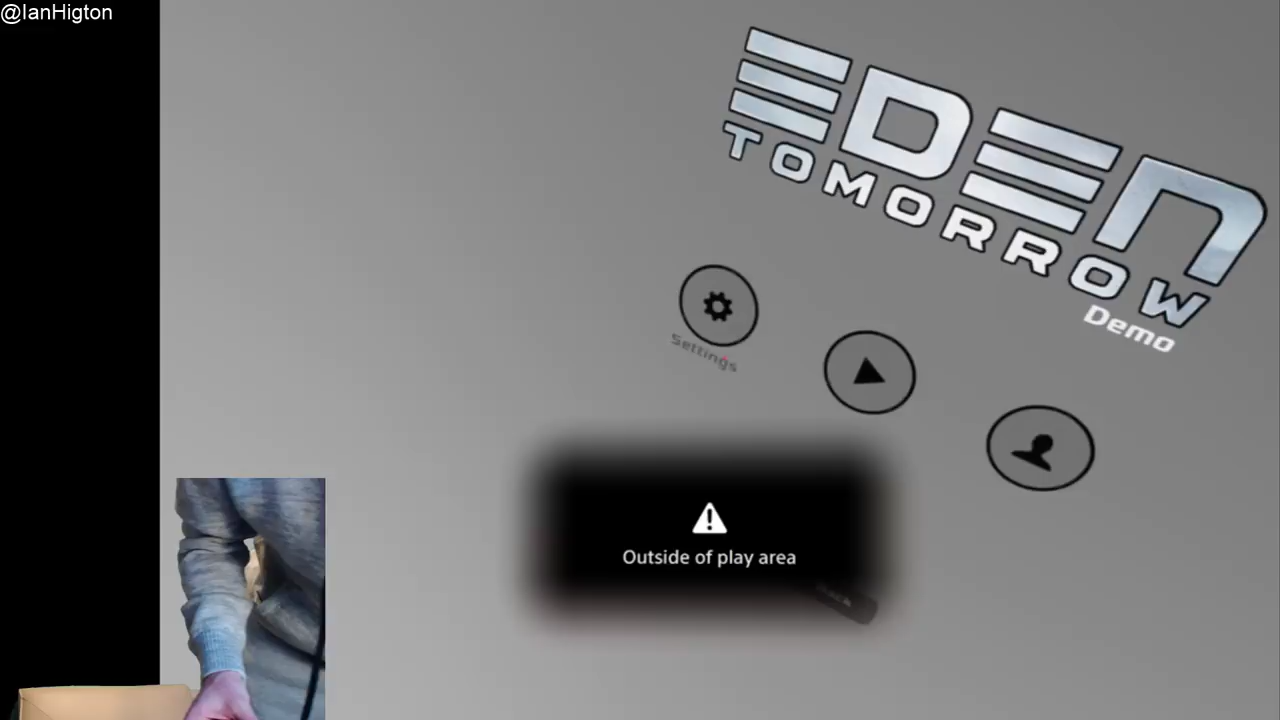 @IanHigton
EDEN
TOMORROW
Demo
Settings
Outside of play area